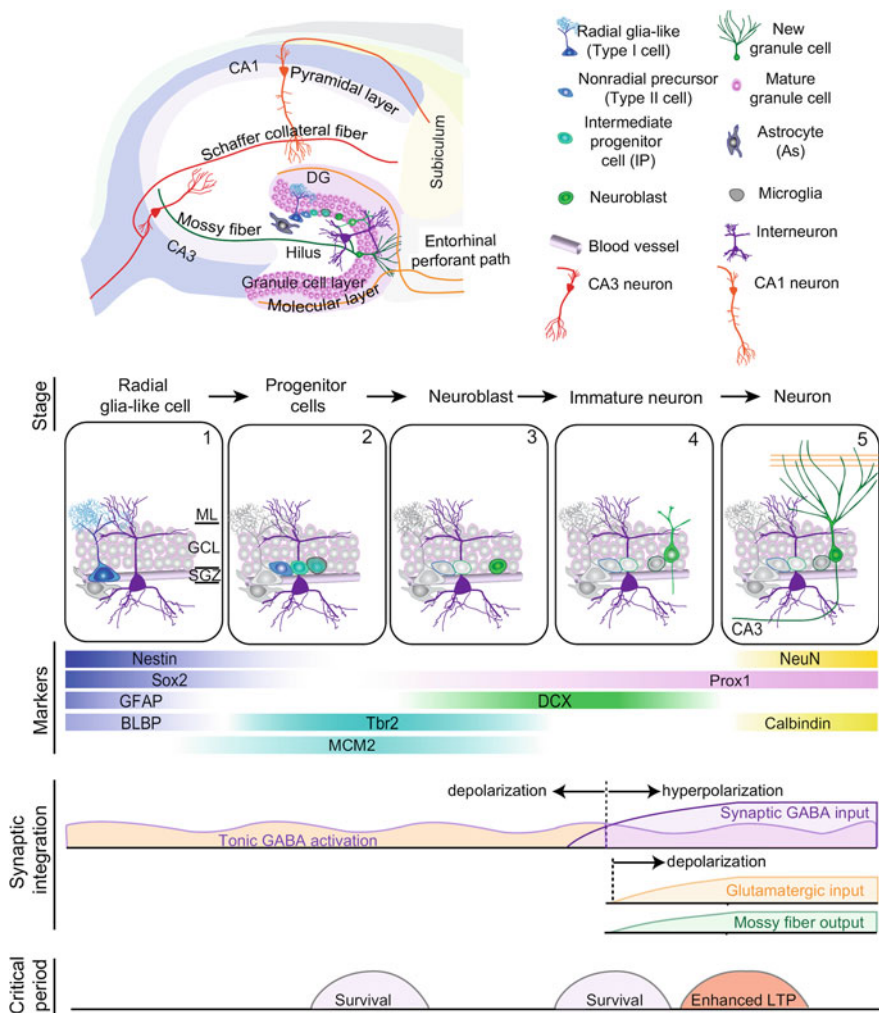 CA1
Pyramidal layer
Schaffer collateral fiber
Subiculum
DG
Mossy fiber
CA3
Hilus
Entorhinal
perforant path
Granule cell layer
Molecular layer
Radial glia-like
(Type I cell)
New
granule cell
Nonradial precursor
(Type II cell)
Mature
granule cell
Intermediate
progenitor
cell (IP)
Astrocyte
(As)
Neuroblast
Microglia
Blood vessel
Interneuron
CA3 neuron
CA1 neuron
Stage
Radial
glia-like cell
Progenitor
cells
Neuroblast
Immature neuron
Neuron
1
2
3
4
5
ML
GCL
SGZ
CA3
Markers
Nestin
NeuN
Sox2
Prox1
GFAP
DCX
BLBP
Tbr2
Calbindin
MCM2
Synaptic
integration
depolarization
hyperpolarization
Synaptic GABA input
Tonic GABA activation
depolarization
Glutamatergic input
Mossy fiber output
Critical
period
Survival
Survival
Enhanced LTP